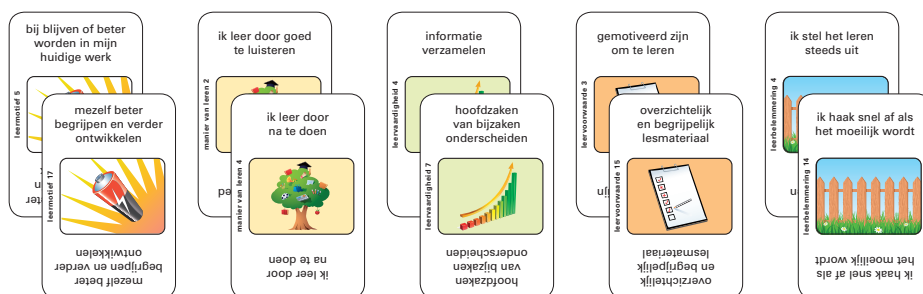 bij blijven of beter
worden in mijn
huidige werk
leermotief 5
mezelf beter
begrijpen en verder
ontwikkelen
leermotief 17
mezelf beter
begrijpen en verder
ontwikkelen
ik leer door goed
te luisteren
manier van leren 2
ik leer door
na te doen
manier van leren 4
ik leer door
na te doen
informatie
verzamelen
leervaardigheid 4
hoofdzaken
van bijzaken
onderscheiden
leervaardigheid 7
hoofdzaken
van bijzaken
onderscheiden
gemotiveerd zijn
om te leren
leervoorwaarde 3
overzichtelijk
en begrijpelijk
lesmateriaal
leervoorwaarde 15
overzichtelijk
en begrijpelijk
lesmateriaal
ik stel het leren
steeds uit
leerbelemmering 4
ik haak snel af als
het moeilijk wordt
leerbelemmering 14
ik haak snel af als
het moeilijk wordt